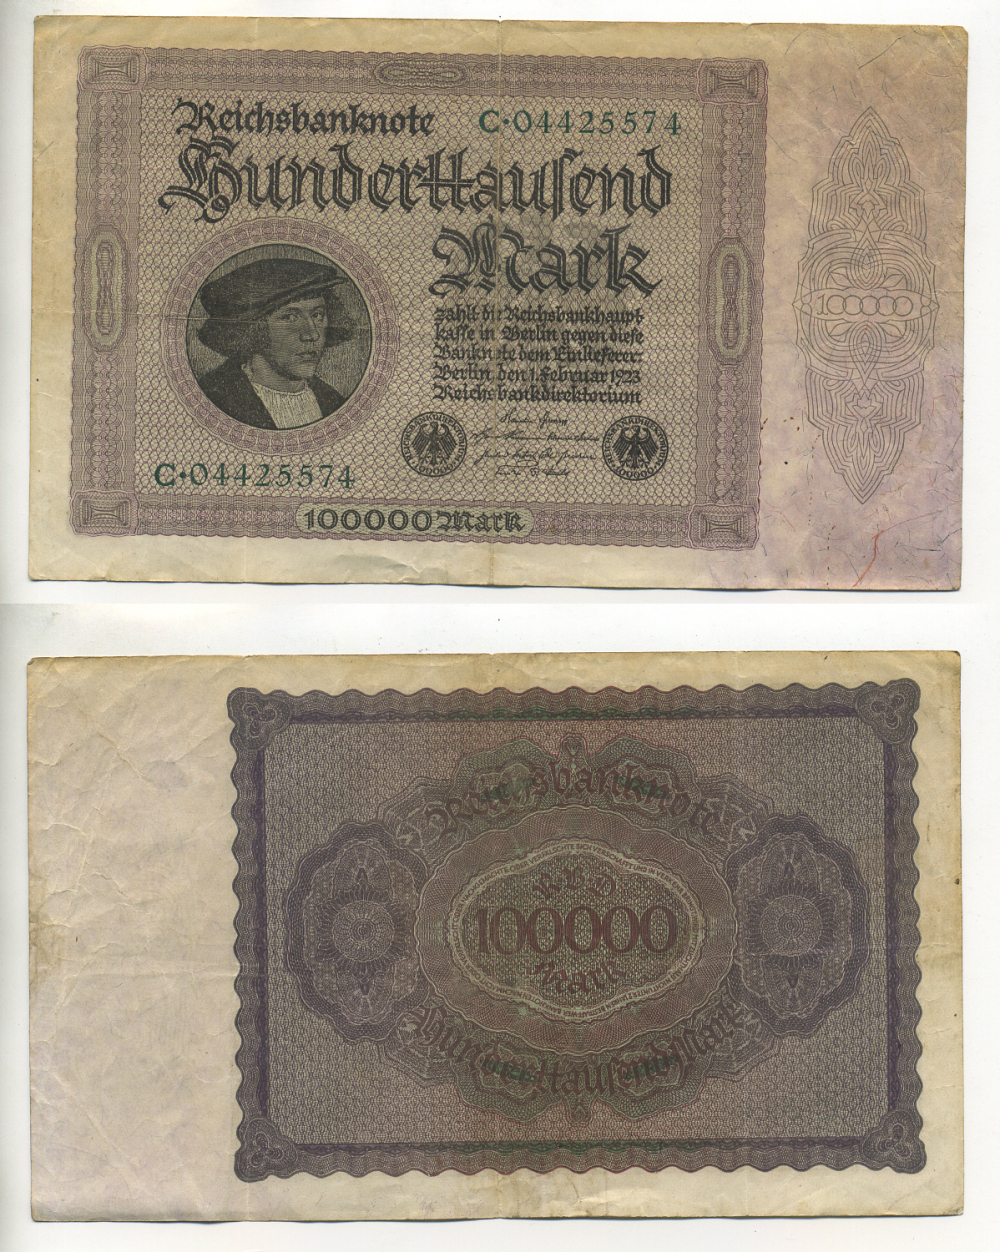 Reichsbanknote C·04425574
Hunderttausend
Mark
zahlt die Reichsbankhaupt-
kasse in Berlin gegen diese
Banknote dem Einlieferer.
Berlin, den 1. Februar 1923
Reichsbankdirektorium
C·04425574
100000 Mark
100000
Reichsbanknote
RBD
100000
Mark
Hunderttausend Mark